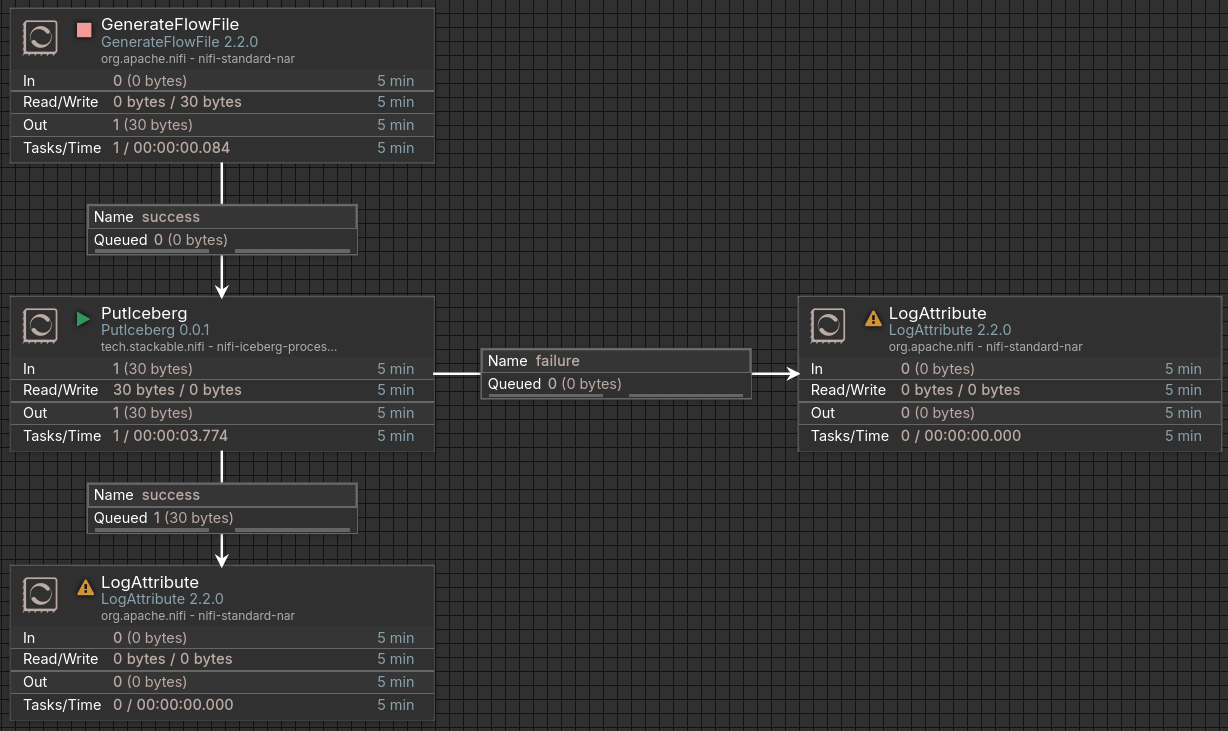 GenerateFlowFile
GenerateFlowFile 2.2.0
org.apache.nifi - nifi-standard-nar
In 0 (0 bytes) 5 min
Read/Write 0 bytes / 30 bytes 5 min
Out 1 (30 bytes) 5 min
Tasks/Time 1 / 00:00:00.084 5 min
Name success
Queued 0 (0 bytes)
PutIceberg
PutIceberg 0.0.1
tech.stackable.nifi - nifi-iceberg-proces...
In 1 (30 bytes) 5 min
Read/Write 30 bytes / 0 bytes 5 min
Out 1 (30 bytes) 5 min
Tasks/Time 1 / 00:00:03.774 5 min
Name failure
Queued 0 (0 bytes)
LogAttribute
LogAttribute 2.2.0
org.apache.nifi - nifi-standard-nar
In 0 (0 bytes) 5 min
Read/Write 0 bytes / 0 bytes 5 min
Out 0 (0 bytes) 5 min
Tasks/Time 0 / 00:00:00.000 5 min
Name success
Queued 1 (30 bytes)
LogAttribute
LogAttribute 2.2.0
org.apache.nifi - nifi-standard-nar
In 0 (0 bytes) 5 min
Read/Write 0 bytes / 0 bytes 5 min
Out 0 (0 bytes) 5 min
Tasks/Time 0 / 00:00:00.000 5 min